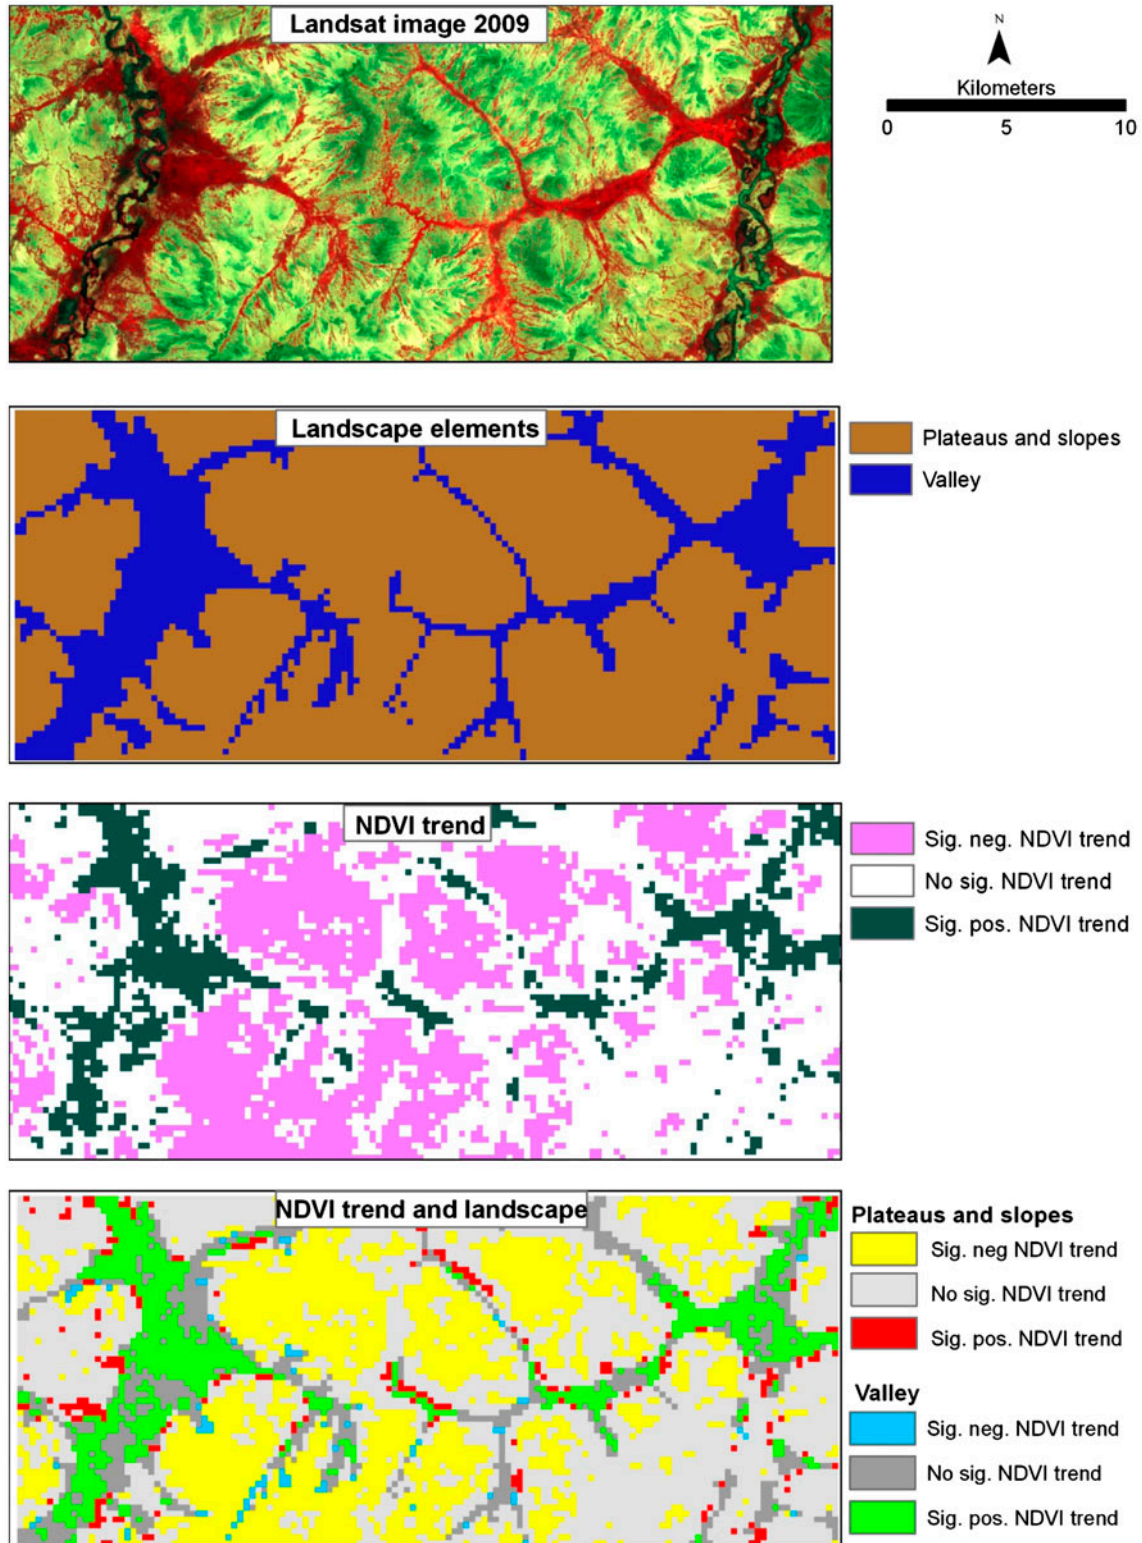 Landsat image 2009
N
Kilometers
0 5 10
Landscape elements
Plateaus and slopes
Valley
NDVI trend
Sig. neg. NDVI trend
No sig. NDVI trend
Sig. pos. NDVI trend
NDVI trend and landscape
Plateaus and slopes
Sig. neg NDVI trend
No sig. NDVI trend
Sig. pos. NDVI trend
Valley
Sig. neg. NDVI trend
No sig. NDVI trend
Sig. pos. NDVI trend